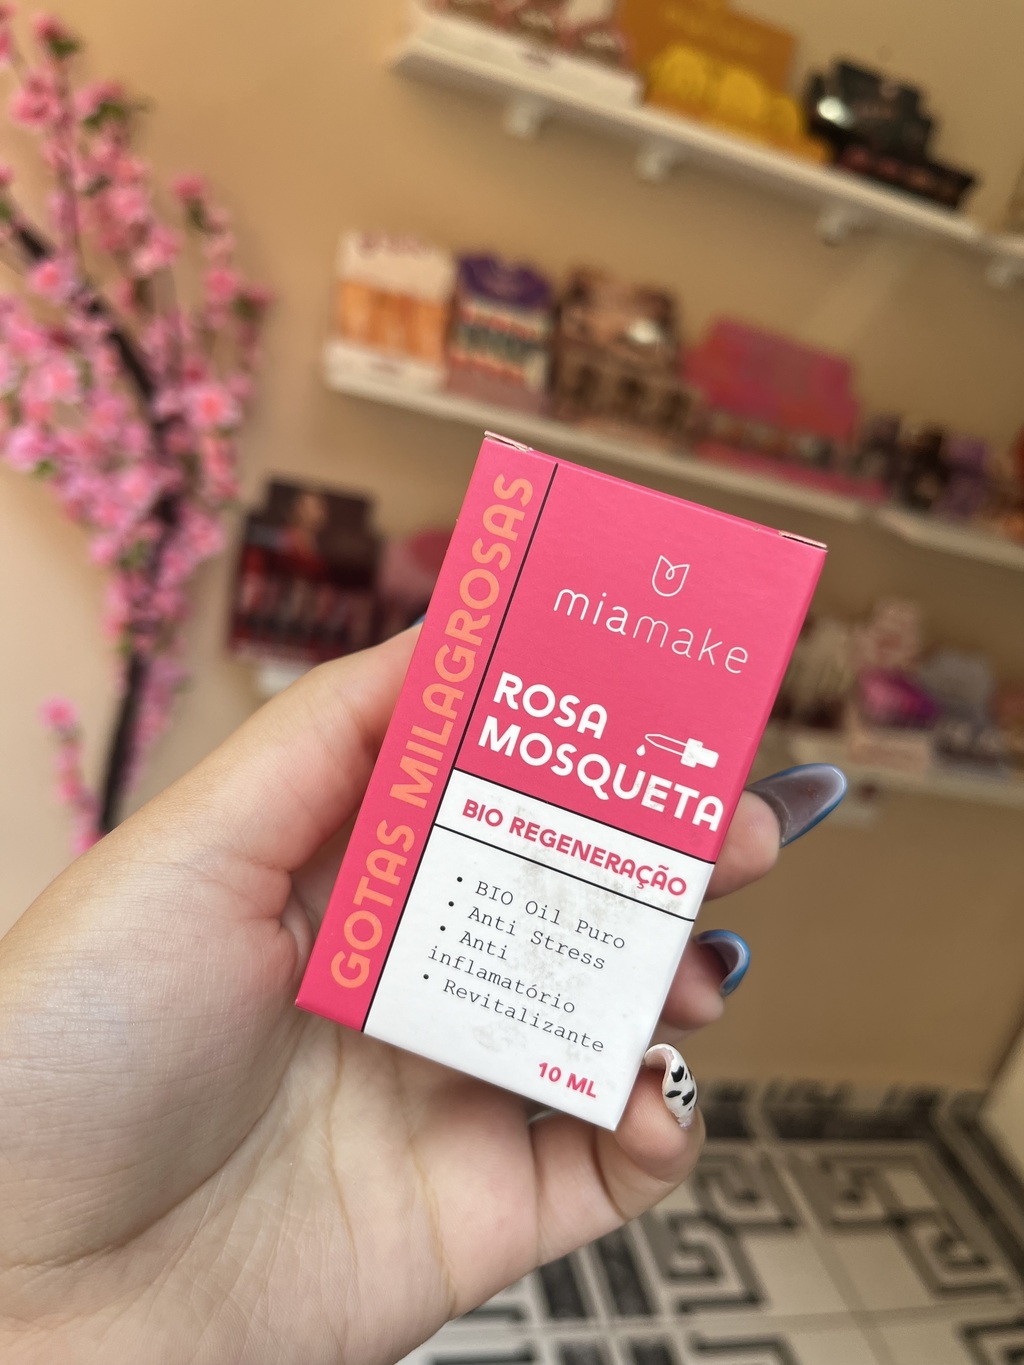 GOTAS MILAGROSAS
miamake
ROSA
MOSQUETA
BIO REGENERAÇÃO
• BIO Oil Puro
• Anti Stress
• Anti
inflamatório
• Revitalizante
10 ML